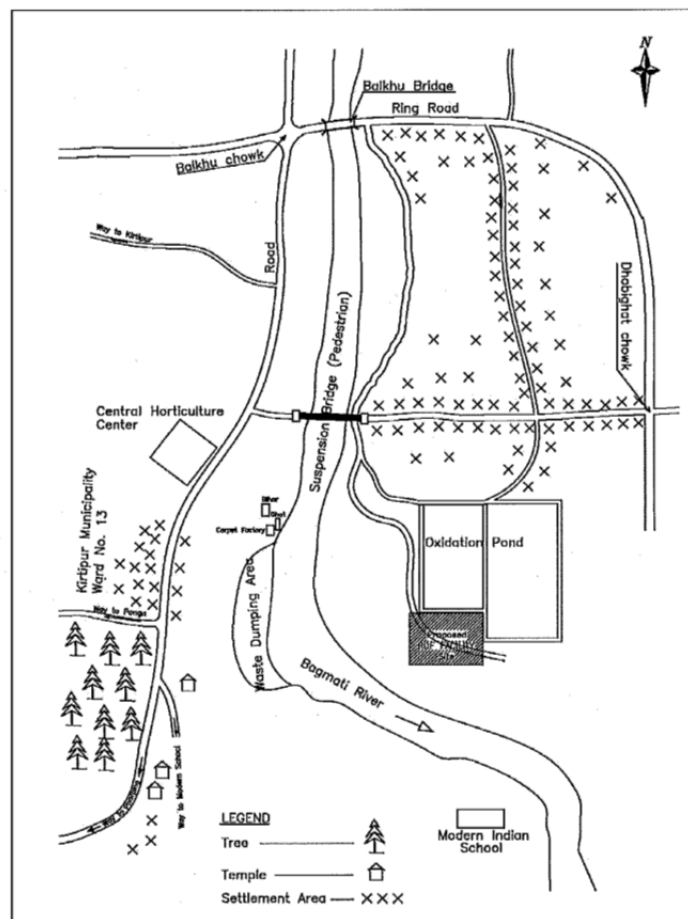 N
Balkhu Bridge
Ring Road
Balkhu chowk
Way to Kirtipur
Road
Dhobighat chowk
Suspension Bridge (Pedestrian)
Central Horticulture
Center
Kirtipur Municipality
Ward No. 13
Carpet Factory
Oxidation Pond
Waste Dumping Area
Way to Panga
Proposed
Site
Bagmati River
Way to Modern School
LEGEND
Tree
Temple
Settlement Area
Modern Indian
School